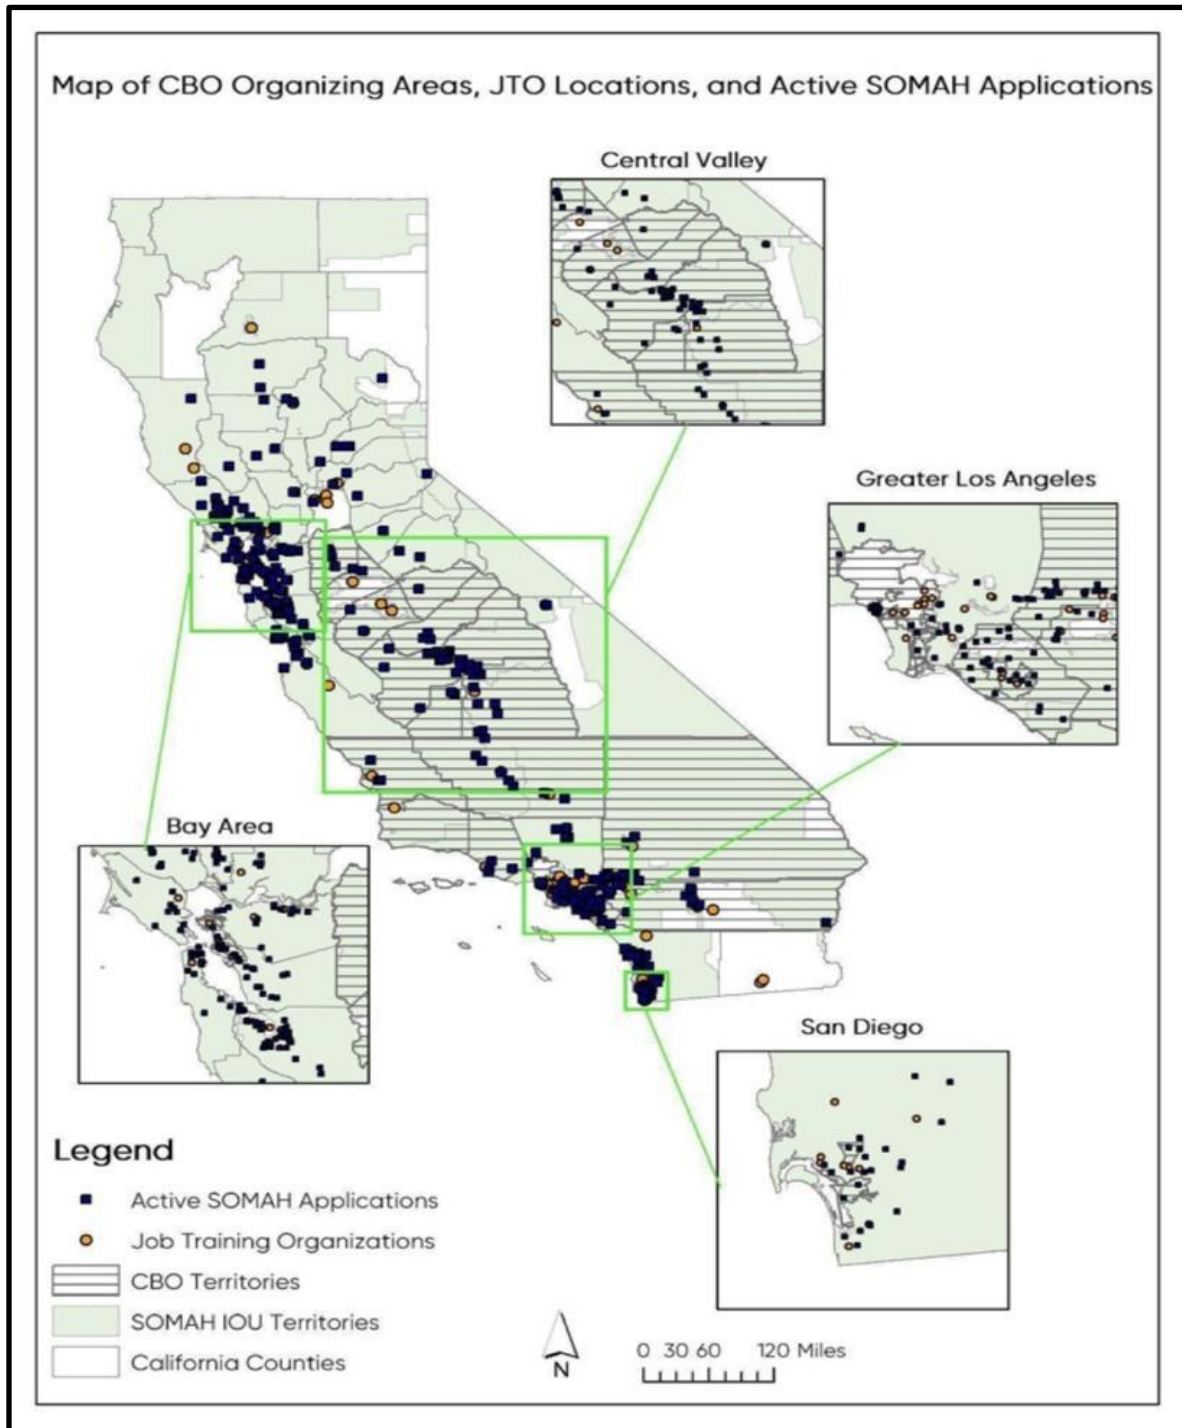 Map of CBO Organizing Areas, JTO Locations, and Active SOMAH Applications
Central Valley
Greater Los Angeles
Bay Area
San Diego
Legend
Active SOMAH Applications
Job Training Organizations
CBO Territories
SOMAH IOU Territories
California Counties
N
0 30 60 120 Miles